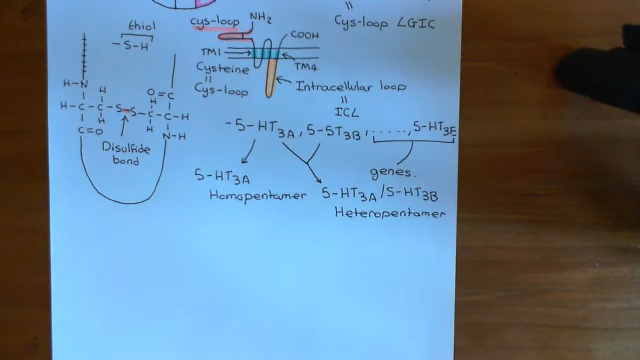 thiol
-S-H
cys-loop
NH2
COOH
॥
Cys-loop LGIC
TM1
TM4
Cysteine
॥
Cys-loop
Intracellular loop
॥
ICL
H-N
H-C-C-S-S-C-C-H
H
H
H
H
O=C
C=O
N-H
Disulfide
bond
-5-HT3A, 5-5T3B, ......, 5-HT3E
genes.
5-HT3A
Homopentamer
5-HT3A/5-HT3B
Heteropentamer